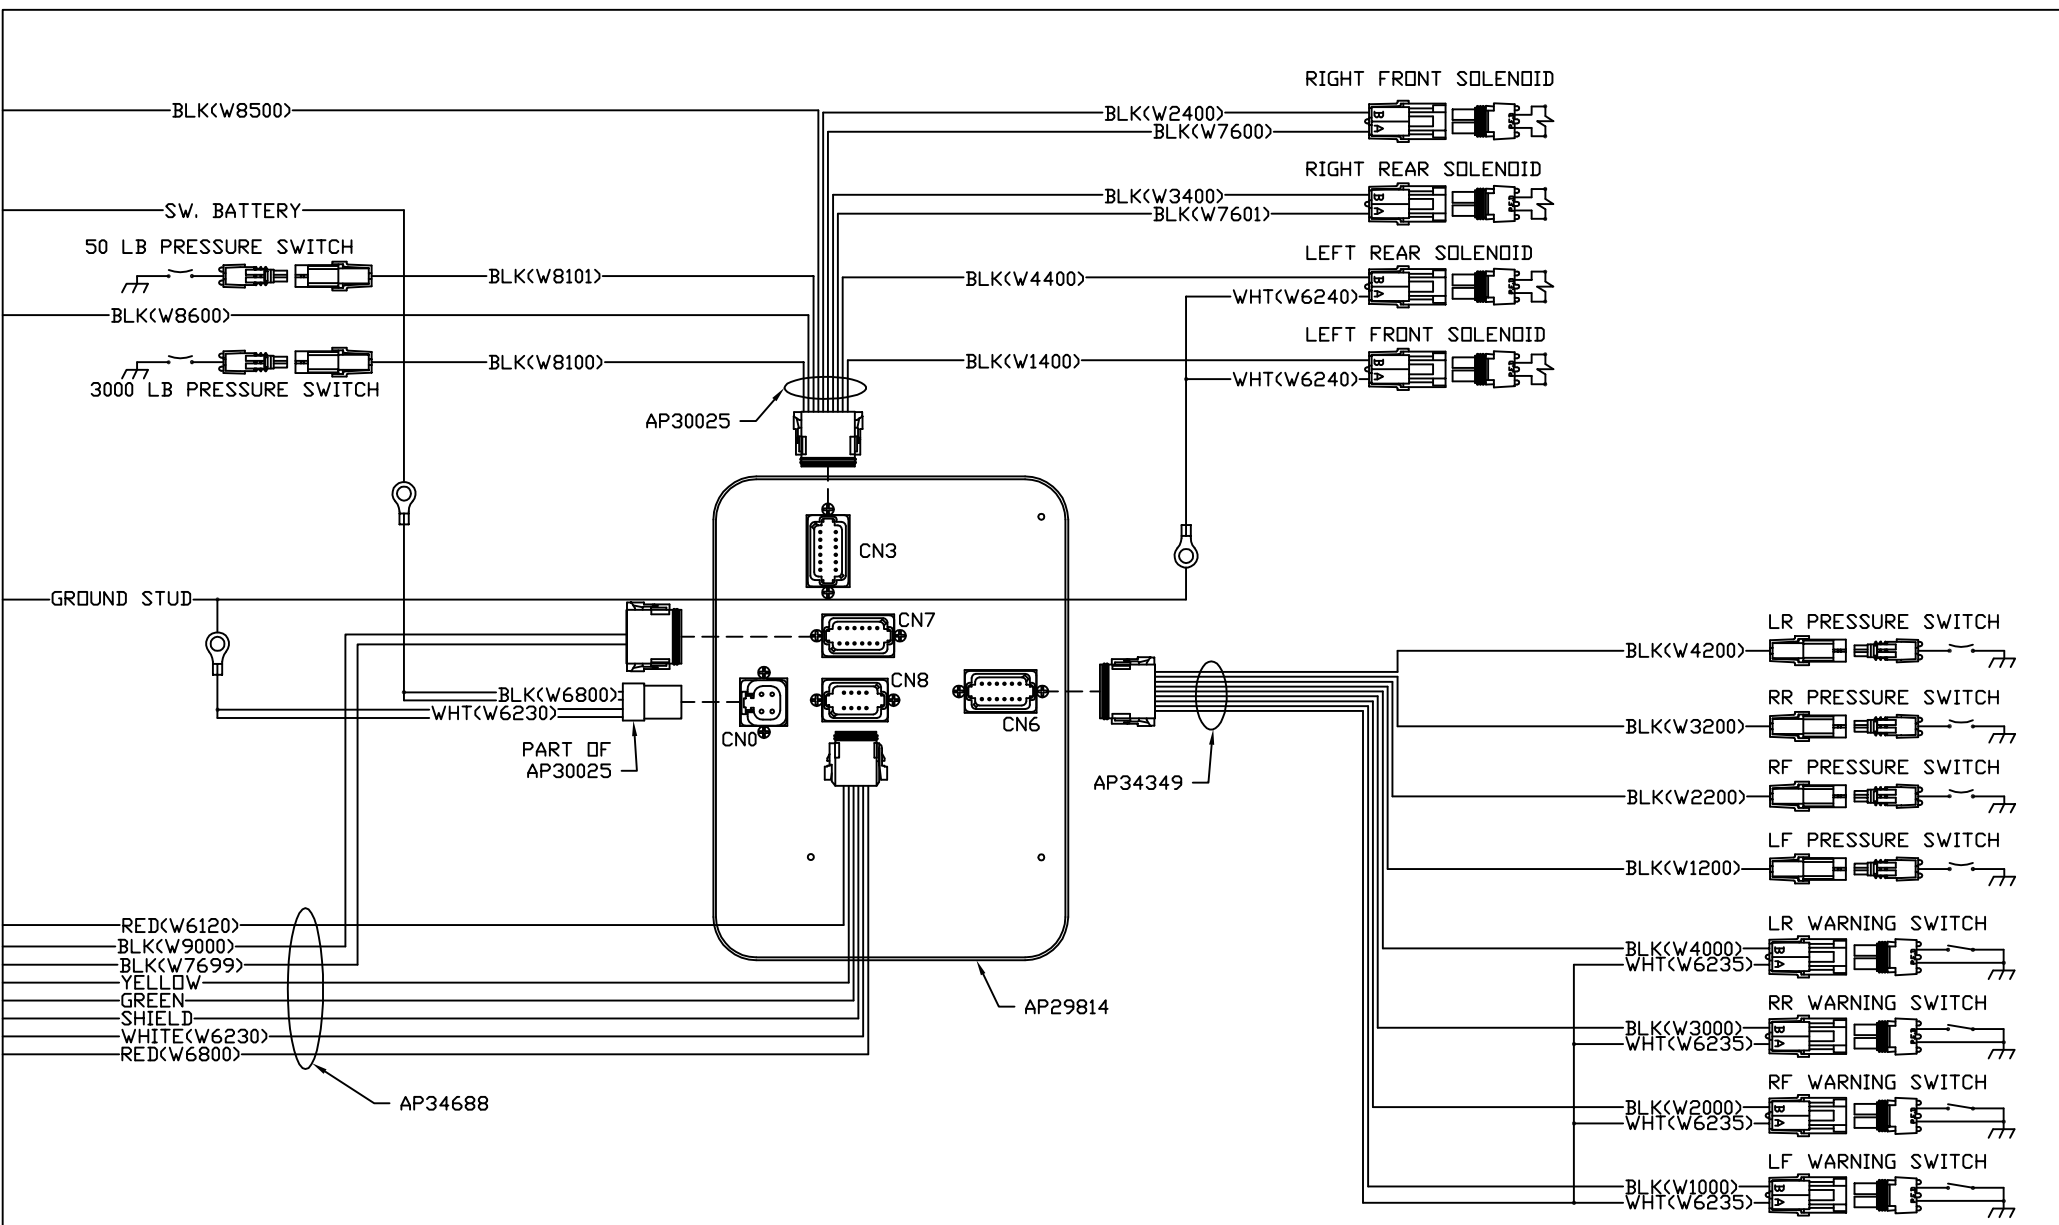 RIGHT FRONT SOLENOID
BLK(W8500)
BLK(W2400)
B
A
BLK(W7600)
RIGHT REAR SOLENOID
BLK(W3400)
B
A
BLK(W7601)
SW. BATTERY
50 LB PRESSURE SWITCH
BLK(W8101)
LEFT REAR SOLENOID
BLK(W4400)
B
A
WHT(W6240)
BLK(W8600)
LEFT FRONT SOLENOID
BLK(W8100)
BLK(W1400)
B
A
WHT(W6240)
3000 LB PRESSURE SWITCH
AP30025
CN3
GROUND STUD
CN7
LR PRESSURE SWITCH
BLK(W4200)
CN8
BLK(W6800)
WHT(W6230)
CN6
CN0
RR PRESSURE SWITCH
BLK(W3200)
PART OF
AP30025
AP34349
RF PRESSURE SWITCH
BLK(W2200)
LF PRESSURE SWITCH
BLK(W1200)
RED(W6120)
BLK(W9000)
BLK(W7699)
YELLOW
GREEN
SHIELD
WHITE(W6230)
RED(W6800)
AP34688
AP29814
LR WARNING SWITCH
BLK(W4000)
B
A
WHT(W6235)
RR WARNING SWITCH
BLK(W3000)
B
A
WHT(W6235)
RF WARNING SWITCH
BLK(W2000)
B
A
WHT(W6235)
LF WARNING SWITCH
BLK(W1000)
B
A
WHT(W6235)